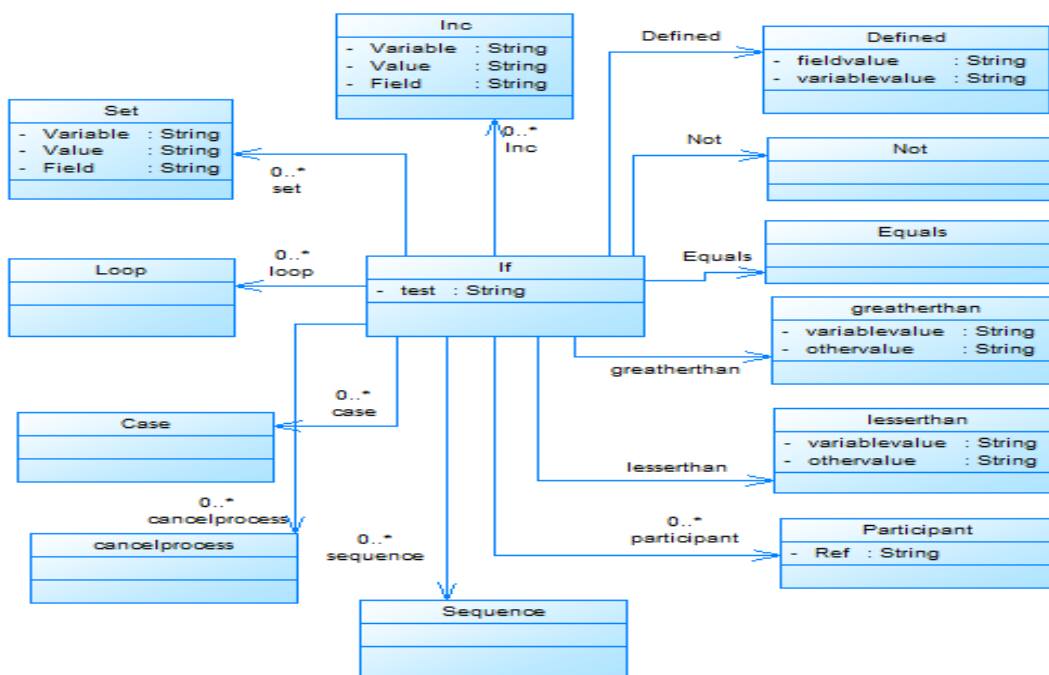 Inc
- Variable : String
- Value : String
- Field : String
Defined
Defined
- fieldvalue : String
- variablevalue : String
Set
- Variable : String
- Value : String
- Field : String
0..*
Inc
Not
Not
0..*
set
Equals
Equals
Loop
0..*
loop
If
- test : String
greatherthan
- variablevalue : String
- othervalue : String
greatherthan
Case
0..*
case
lesserthan
- variablevalue : String
- othervalue : String
lesserthan
0..*
cancelprocess
cancelprocess
0..*
sequence
0..*
participant
Participant
- Ref : String
Sequence